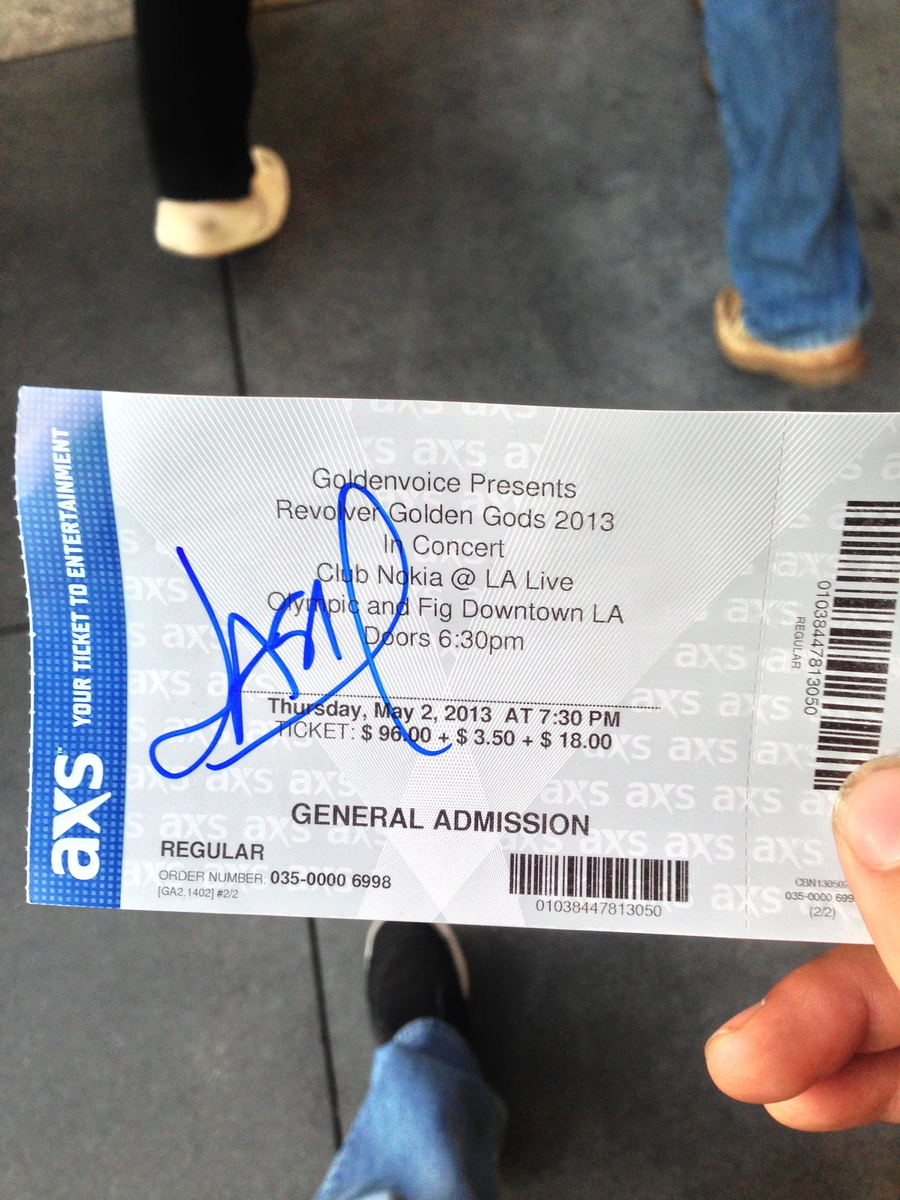 axs™ YOUR TICKET TO ENTERTAINMENT
Goldenvoice Presents
Revolver Golden Gods 2013
In Concert
Club Nokia @ LA Live
Olympic and Fig Downtown LA
Doors 6:30pm
Thursday, May 2, 2013 AT 7:30 PM
TICKET: $ 96.00 + $ 3.50 + $ 18.00
GENERAL ADMISSION
REGULAR
ORDER NUMBER: 035-0000 6998
[GA2,1402] #2/2
01038447813050
01038447813050
REGULAR
CBN13050
035-0000 699
(2/2)